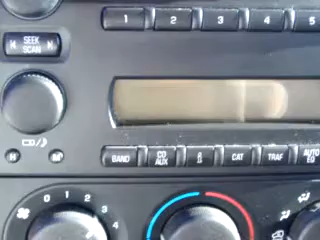 1 2 3 4 5
SEEK
SCAN
CD/
BAND CD AUX i CAT TRAF AUTO EQ
0 1 2 3 4